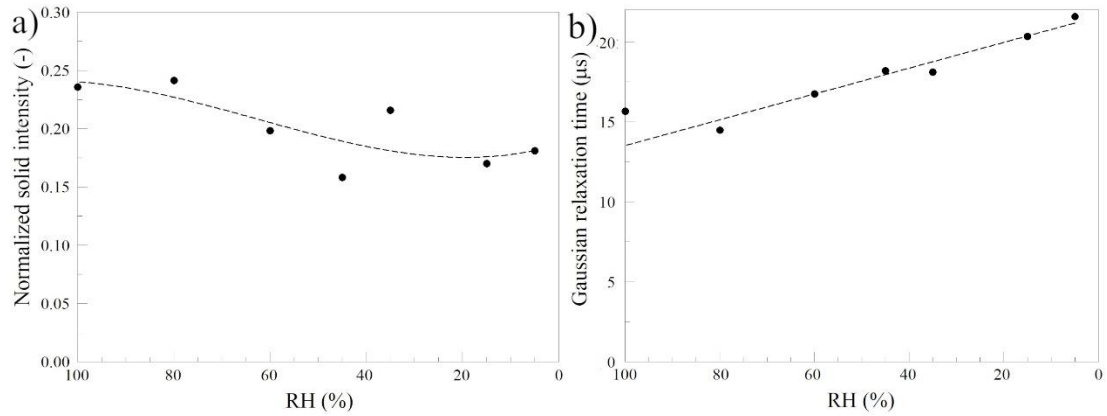 a)
Normalized solid intensity (-)
0.30
0.25
0.20
0.15
0.10
0.05
0.00
100 80 60 40 20 0
RH (%)
b)
Gaussian relaxation time (μs)
20
15
10
5
0
100 80 60 40 20 0
RH (%)